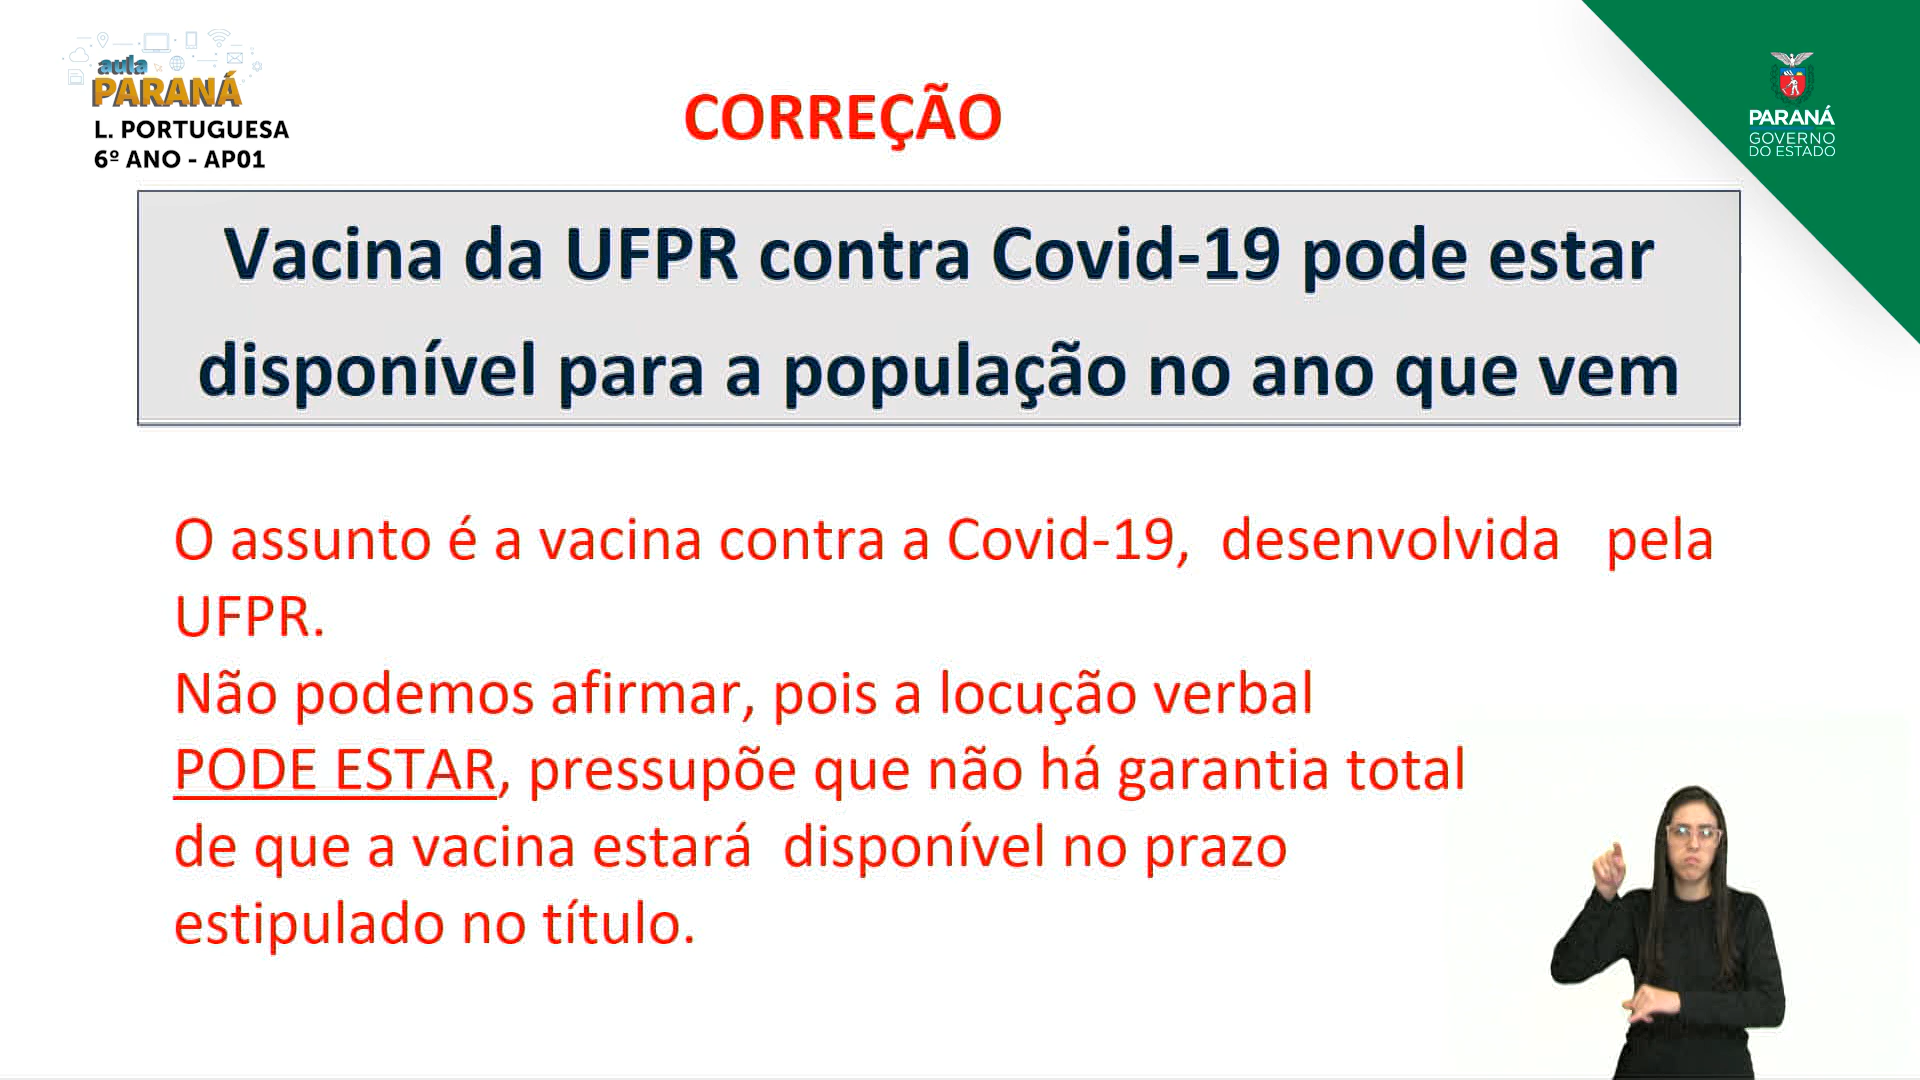 aula
PARANÁ
L. PORTUGUESA
6º ANO - AP01
CORREÇÃO
PARANÁ
GOVERNO
DO ESTADO
Vacina da UFPR contra Covid-19 pode estar
disponível para a população no ano que vem
O assunto é a vacina contra a Covid-19, desenvolvida pela
UFPR.
Não podemos afirmar, pois a locução verbal
PODE ESTAR, pressupõe que não há garantia total
de que a vacina estará disponível no prazo
estipulado no título.